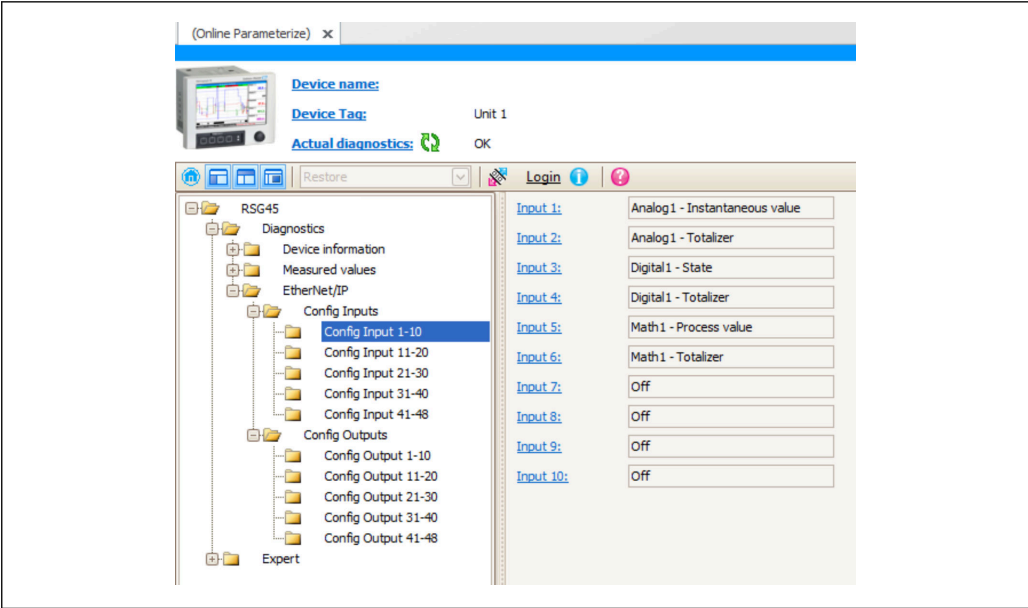 (Online Parameterize) x
Device name:
Device Tag: Unit 1
Actual diagnostics: OK
Restore Login
RSG45
Diagnostics
Device information
Measured values
EtherNet/IP
Config Inputs
Config Input 1-10
Config Input 11-20
Config Input 21-30
Config Input 31-40
Config Input 41-48
Config Outputs
Config Output 1-10
Config Output 11-20
Config Output 21-30
Config Output 31-40
Config Output 41-48
Expert
Input 1: Analog1 - Instantaneous value
Input 2: Analog1 - Totalizer
Input 3: Digital1 - State
Input 4: Digital1 - Totalizer
Input 5: Math1 - Process value
Input 6: Math1 - Totalizer
Input 7: Off
Input 8: Off
Input 9: Off
Input 10: Off